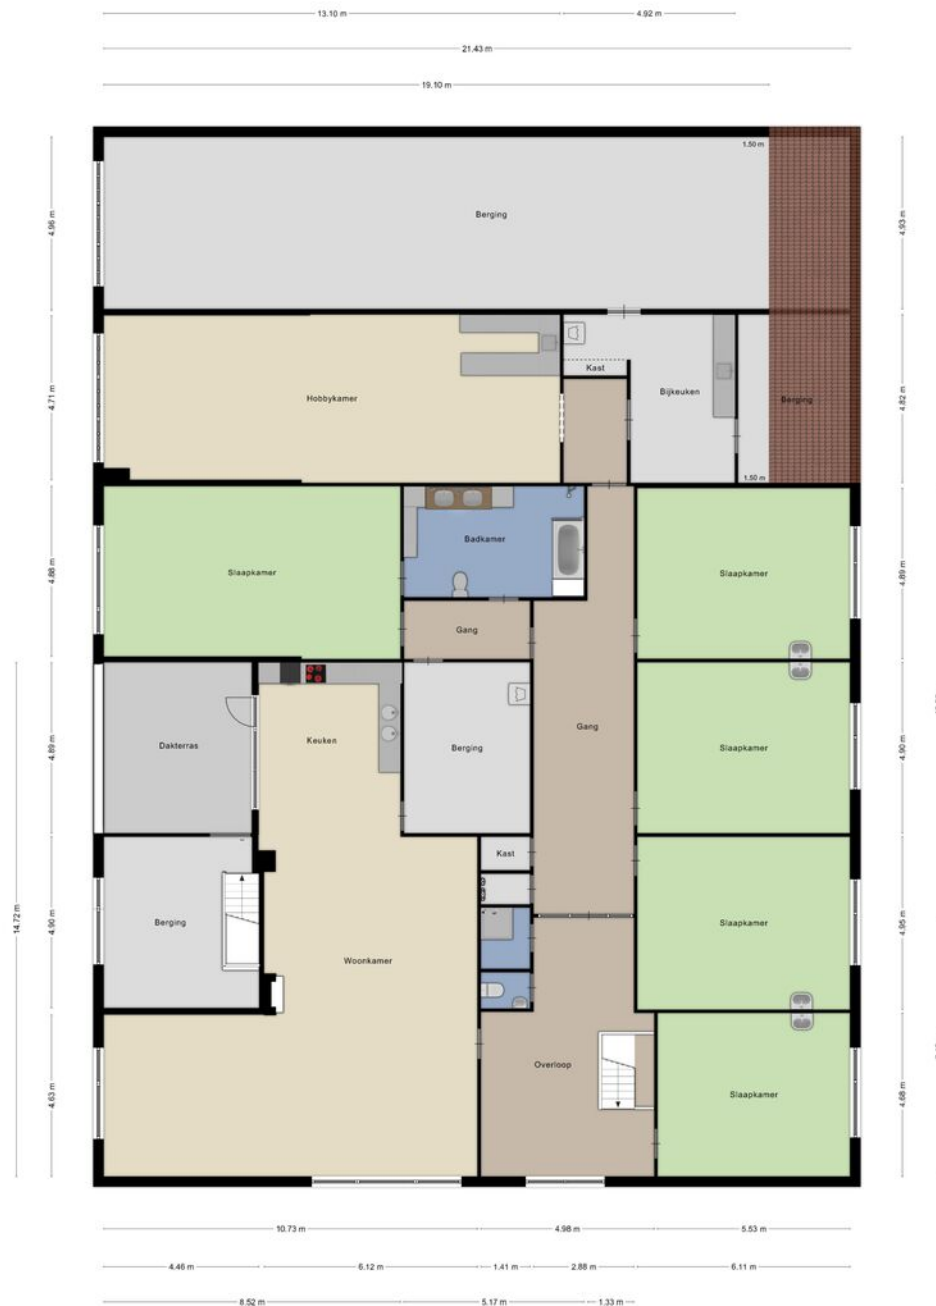 13.10 m
4.92 m
21.43 m
19.10 m
1.50 m
4.96 m
Berging
4.93 m
Kast
Hobbykamer
Bijkeuken
Berging
4.71 m
4.82 m
1.50 m
Badkamer
Slaapkamer
Slaapkamer
4.88 m
4.89 m
Gang
Gang
Keuken
Dakterras
Berging
Slaapkamer
4.89 m
4.90 m
Kast
Berging
Slaapkamer
4.90 m
4.95 m
14.72 m
Woonkamer
Overloop
Slaapkamer
4.63 m
4.68 m
10.73 m
4.98 m
5.53 m
4.46 m
6.12 m
1.41 m
2.88 m
6.11 m
8.52 m
5.17 m
1.33 m